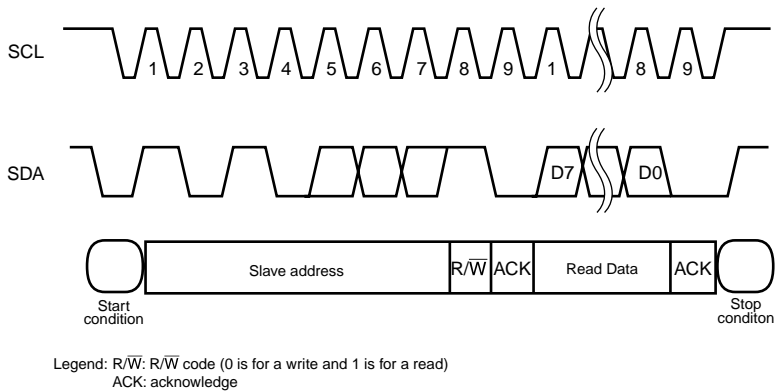 SCL
1 2 3 4 5 6 7 8 9 1 8 9
SDA
D7 D0
Slave address R/W̅ ACK Read Data ACK
Start
condition
Stop
conditon
Legend: R/W̅: R/W̅ code (0 is for a write and 1 is for a read)
ACK: acknowledge